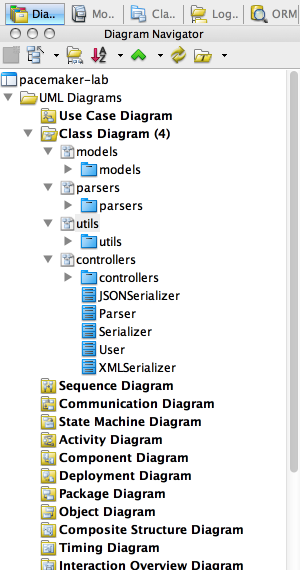 Dia.. Mo.. Cla.. Log.. ORM
Diagram Navigator
pacemaker-lab
UML Diagrams
Use Case Diagram
Class Diagram (4)
models
models
parsers
parsers
utils
utils
controllers
controllers
JSONSerializer
Parser
Serializer
User
XMLSerializer
Sequence Diagram
Communication Diagram
State Machine Diagram
Activity Diagram
Component Diagram
Deployment Diagram
Package Diagram
Object Diagram
Composite Structure Diagram
Timing Diagram
Interaction Overview Diagram